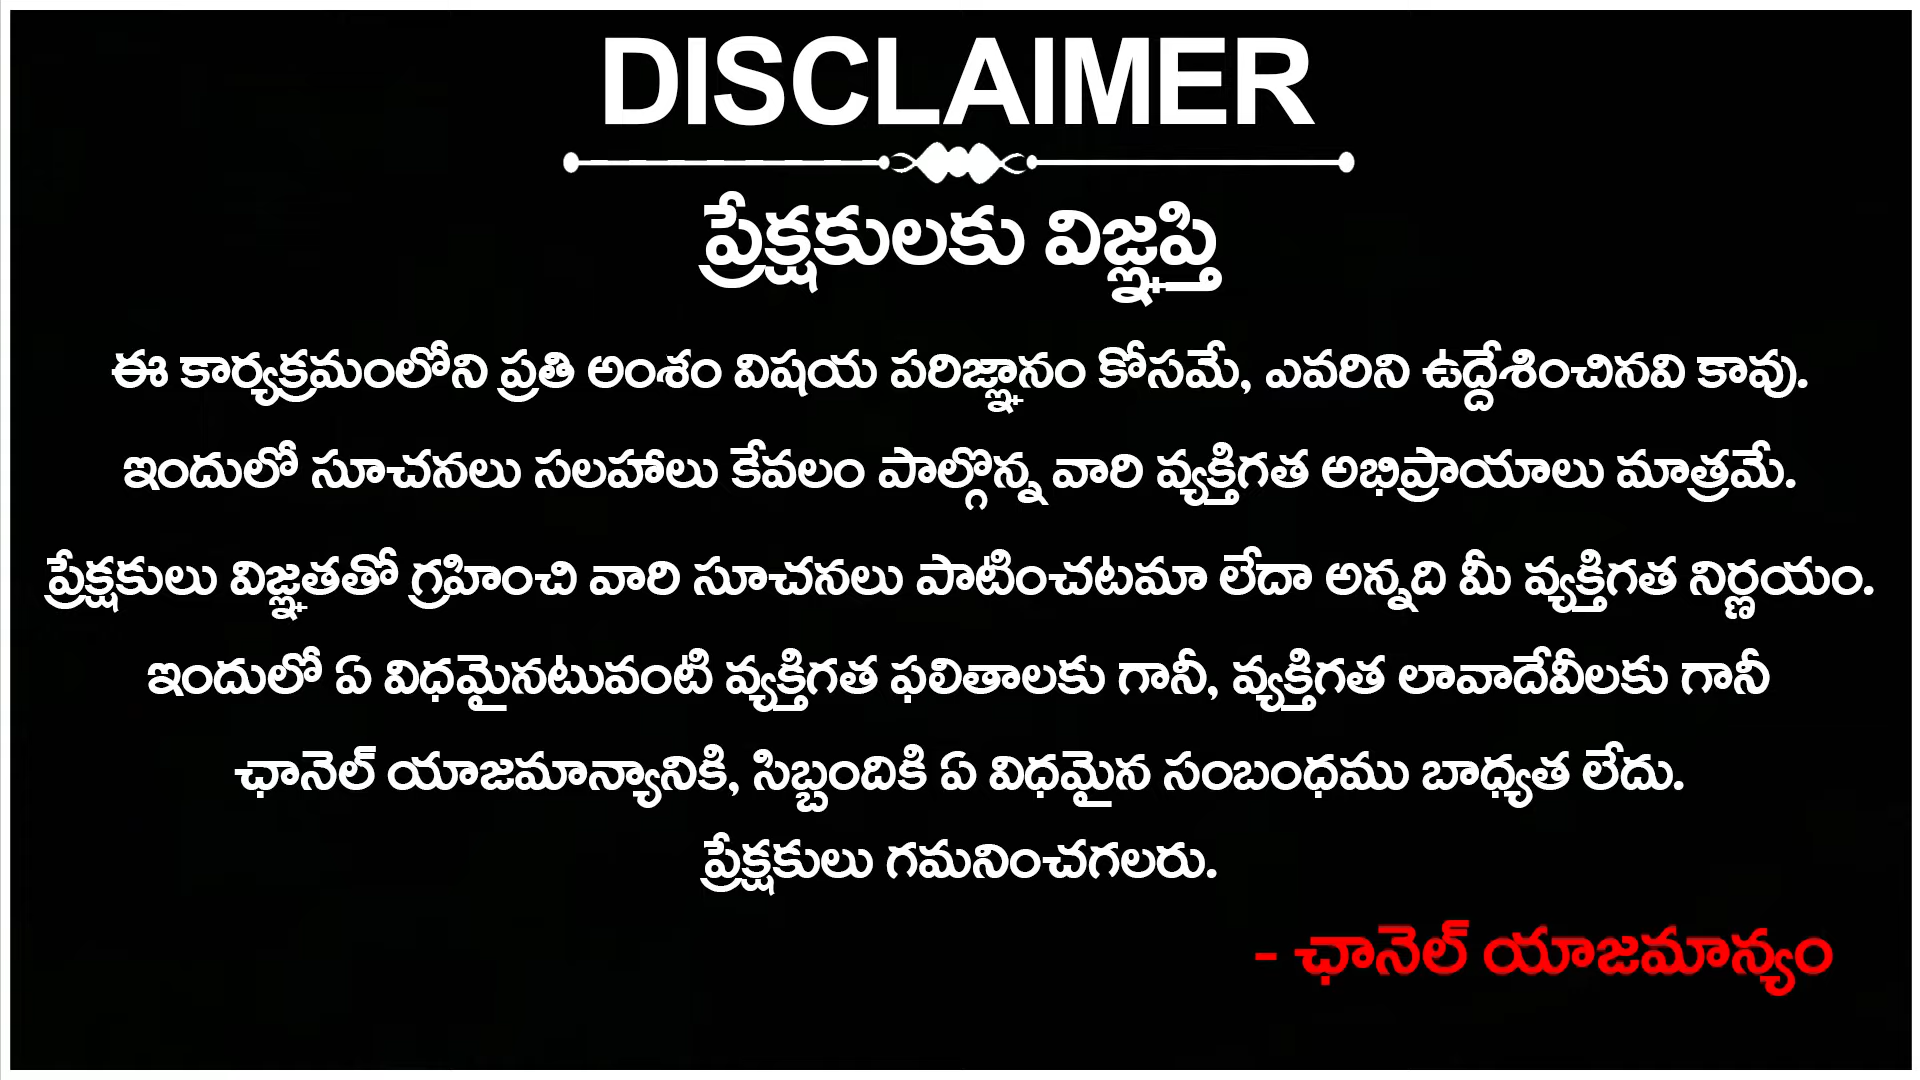 DISCLAIMER
ప్రేక్షకులకు విజ్ఞప్తి
ఈ కార్యక్రమంలోని ప్రతి అంశం విషయ పరిజ్ఞానం కోసమే, ఎవరిని ఉద్దేశించినవి కావు.
ఇందులో సూచనలు సలహాలు కేవలం పాల్గొన్న వారి వ్యక్తిగత అభిప్రాయాలు మాత్రమే.
ప్రేక్షకులు విజ్ఞతతో గ్రహించి వారి సూచనలు పాటించటమా లేదా అన్నది మీ వ్యక్తిగత నిర్ణయం.
ఇందులో ఏ విధమైనటువంటి వ్యక్తిగత ఫలితాలకు గానీ, వ్యక్తిగత లావాదేవీలకు గానీ
ఛానెల్ యాజమాన్యానికి, సిబ్బందికి ఏ విధమైన సంబంధము బాధ్యత లేదు.
ప్రేక్షకులు గమనించగలరు.
- ఛానెల్ యాజమాన్యం